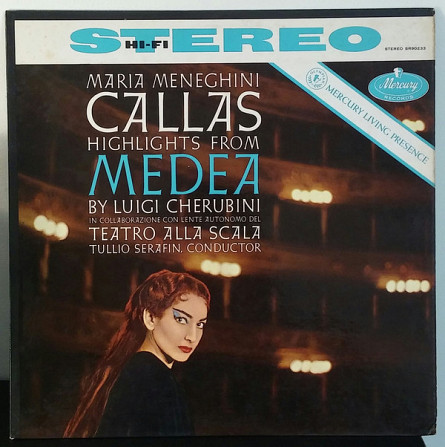 STEREO
HI-FI
STEREO SR90233
MARIA MENEGHINI
CALLAS
HIGHLIGHTS FROM
MEDEA
BY LUIGI CHERUBINI
IN COLLABORAZIONE CON L'ENTE AUTONOMO DEL
TEATRO ALLA SCALA
TULLIO SERAFIN, CONDUCTOR
Mercury
RECORDS
MERCURY LIVING PRESENCE